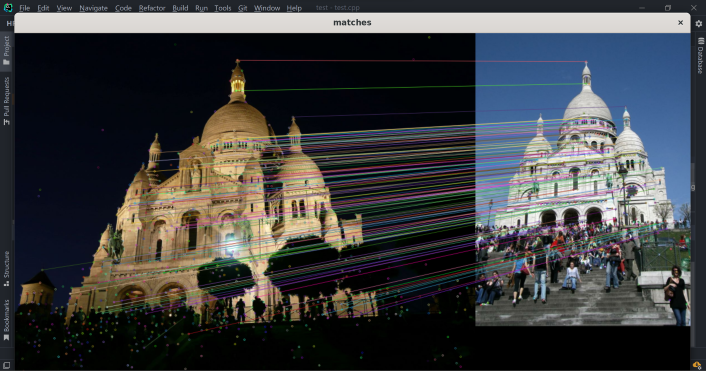 File Edit View Navigate Code Refactor Tools Git Window Help test - test.cpp
Build Run
matches
Project
Pull Requests
Structure
Bookmarks
Database